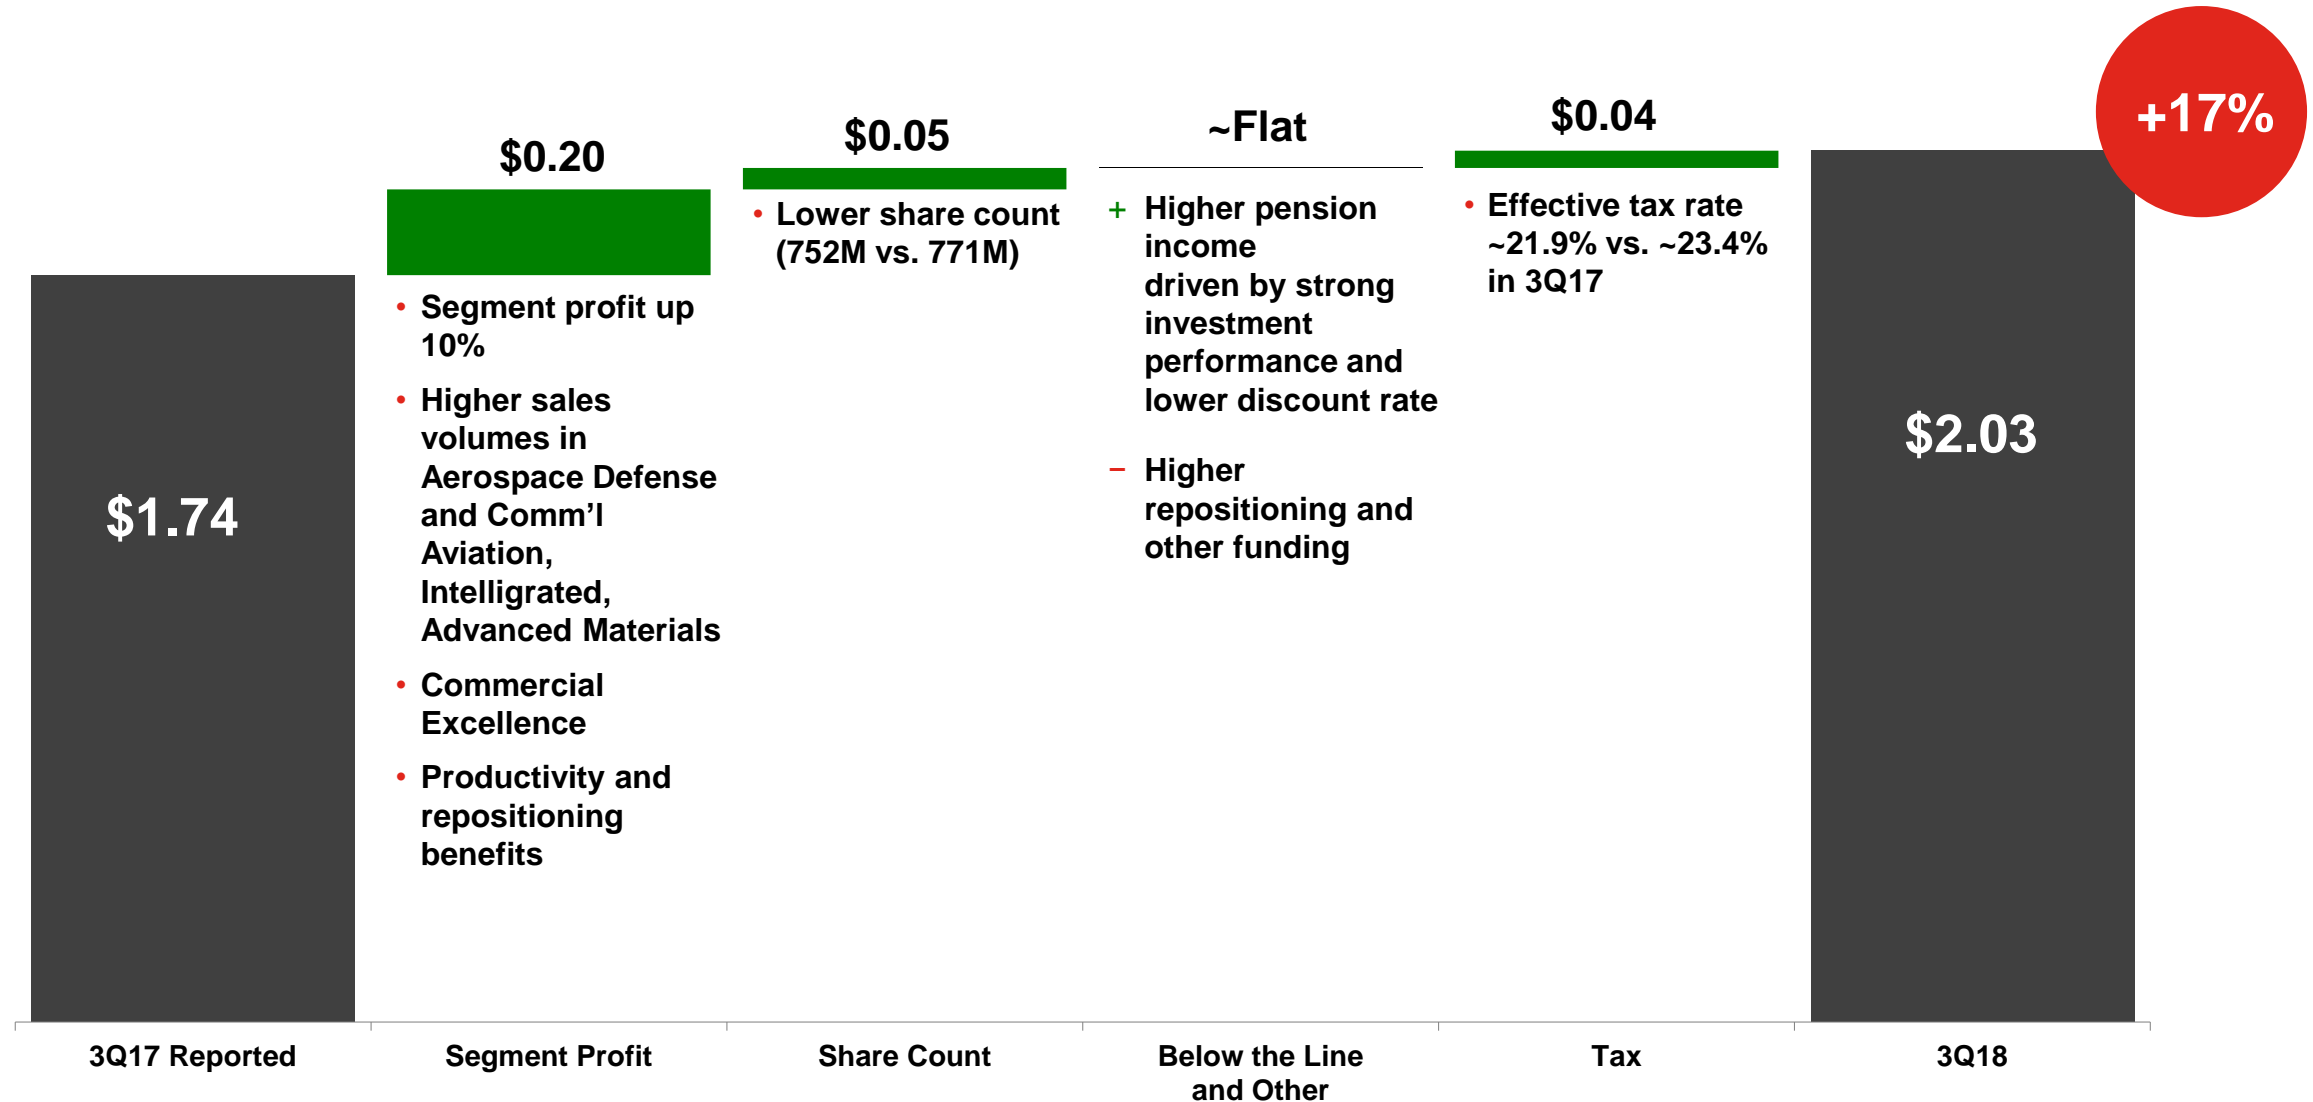 +17%
$0.20
$0.05
~Flat
$0.04
$1.74
• Segment profit up
10%
• Higher sales
volumes in
Aerospace Defense
and Comm’l
Aviation,
Intelligrated,
Advanced Materials
• Commercial
Excellence
• Productivity and
repositioning
benefits
• Lower share count
(752M vs. 771M)
+ Higher pension
income
driven by strong
investment
performance and
lower discount rate
− Higher
repositioning and
other funding
• Effective tax rate
~21.9% vs. ~23.4%
in 3Q17
$2.03
3Q17 Reported
Segment Profit
Share Count
Below the Line
and Other
Tax
3Q18